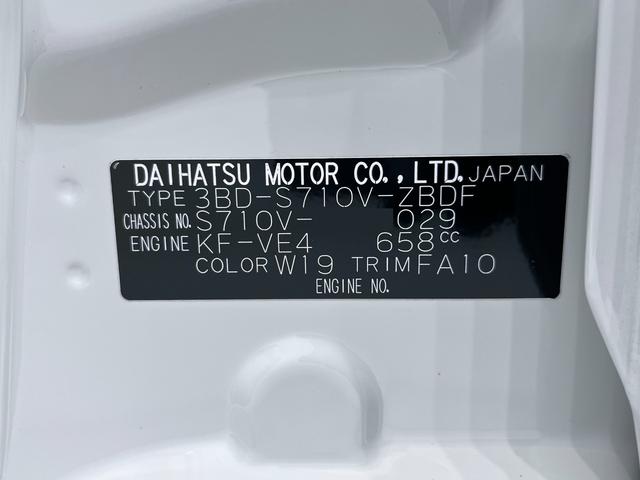 DAIHATSU MOTOR CO.,LTD. JAPAN
TYPE 3BD-S710V-ZBDF
CHASSIS NO. S710V- 029
ENGINE KF-VE4 658cc
COLOR W19 TRIM FA10
ENGINE NO.